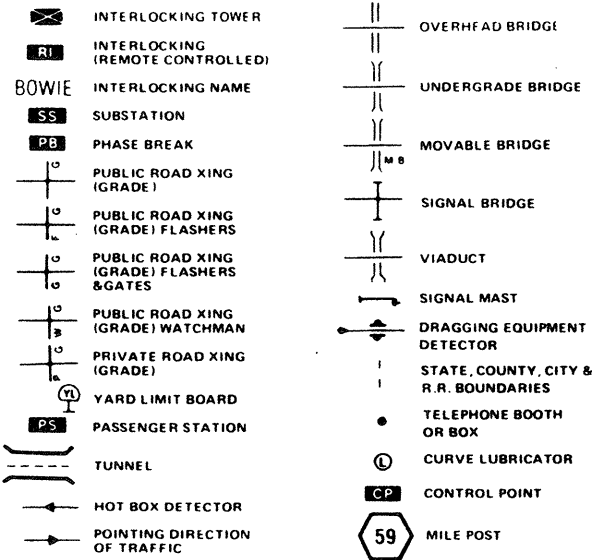 INTERLOCKING TOWER
RI INTERLOCKING
(REMOTE CONTROLLED)
BOWIE INTERLOCKING NAME
SS SUBSTATION
PB PHASE BREAK
G PUBLIC ROAD XING
(GRADE)
G PUBLIC ROAD XING
F (GRADE) FLASHERS
G PUBLIC ROAD XING
(GRADE) FLASHERS
G &GATES
G PUBLIC ROAD XING
W (GRADE) WATCHMAN
G PRIVATE ROAD XING
P (GRADE)
YL YARD LIMIT BOARD
PS PASSENGER STATION
TUNNEL
HOT BOX DETECTOR
POINTING DIRECTION
OF TRAFFIC
OVERHEAD BRIDGE
UNDERGRADE BRIDGE
MOVABLE BRIDGE
M B
SIGNAL BRIDGE
VIADUCT
SIGNAL MAST
DRAGGING EQUIPMENT
DETECTOR
STATE, COUNTY, CITY &
R.R. BOUNDARIES
TELEPHONE BOOTH
OR BOX
L CURVE LUBRICATOR
CP CONTROL POINT
59 MILE POST